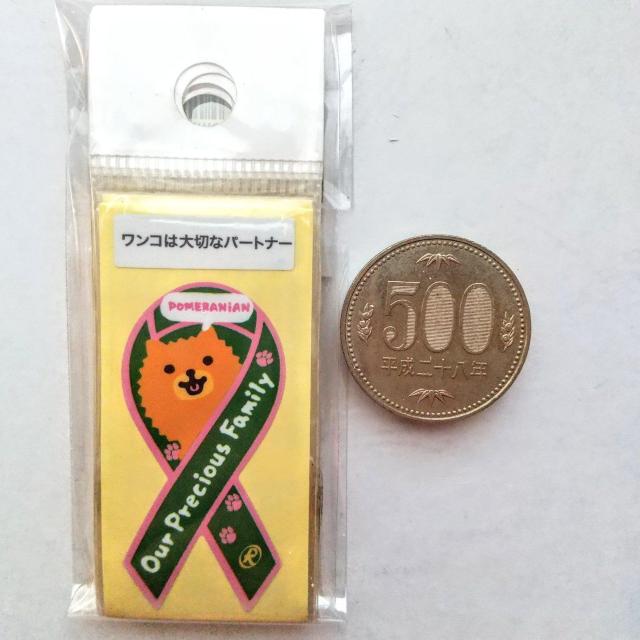 ワンコは大切なパートナー
POMERANiAN
Our Precious Family
500
平成二十八年